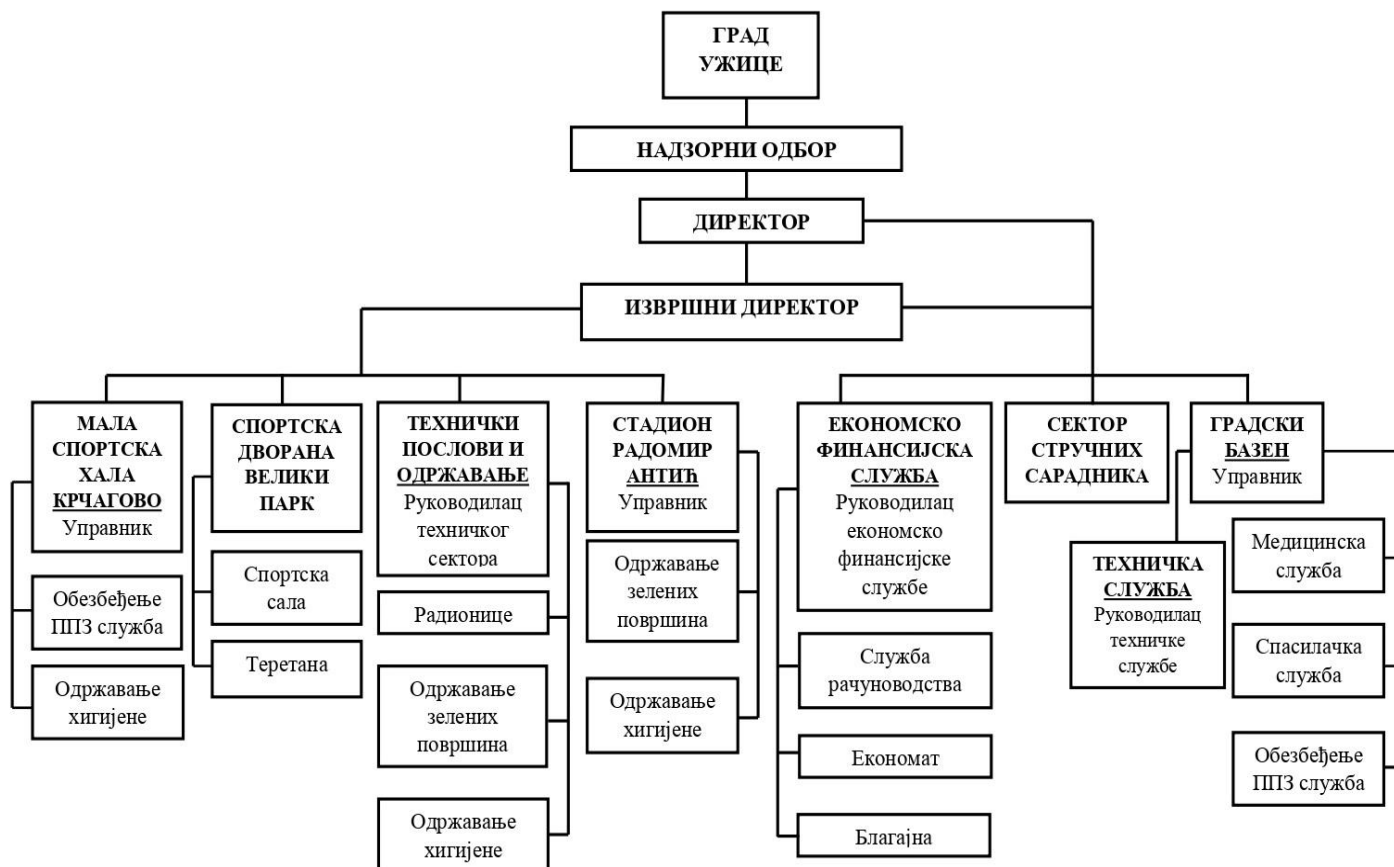 ГРАД
УЖИЦЕ
НАДЗОРНИ ОДБОР
ДИРЕКТОР
ИЗВРШНИ ДИРЕКТОР
МАЛА
СПОРТСКА
ХАЛА
КРЧАГОВО
Управник
Обезбеђење
ППЗ служба
Одржавање
хигијене
СПОРТСКА
ДВОРАНА
ВЕЛИКИ
ПАРК
Спортска
сала
Теретана
ТЕХНИЧКИ
ПОСЛОВИ И
ОДРЖАВАЊЕ
Руководилац
техничког
сектора
Радионице
Одржавање
зелених
површина
Одржавање
хигијене
СТАДИОН
РАДОМИР
АНТИЋ
Управник
Одржавање
зелених
површина
Одржавање
хигијене
ЕКОНОМСКО
ФИНАНСИЈСКА
СЛУЖБА
Руководилац
економско
финансијске
службе
Служба
рачуноводства
Економат
Благајна
СЕКТОР
СТРУЧНИХ
САРАДНИКА
ГРАДСКИ
БАЗЕН
Управник
ТЕХНИЧКА
СЛУЖБА
Руководилац
техничке
службе
Медицинска
служба
Спасилачка
служба
Обезбеђење
ППЗ служба